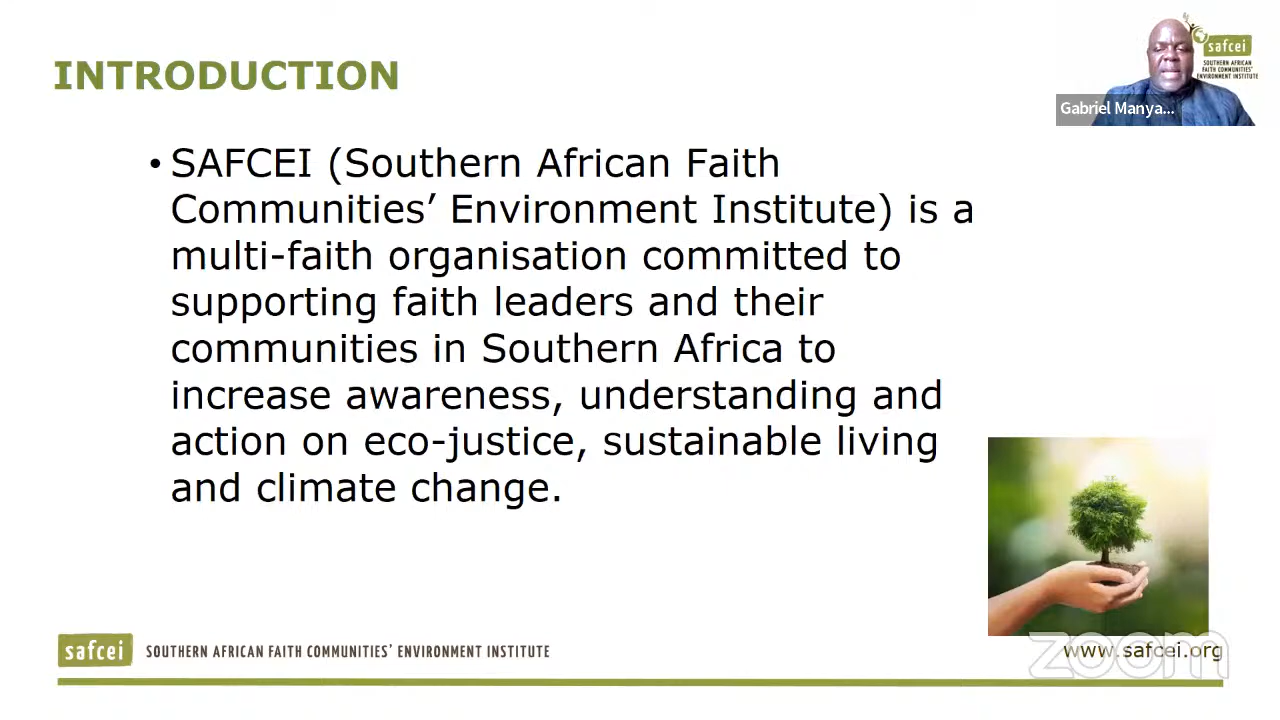 INTRODUCTION
safcei
SOUTHERN AFRICAN
FAITH COMMUNITIES'
ENVIRONMENT INSTITUTE
Gabriel Manya...
• SAFCEI (Southern African Faith
Communities’ Environment Institute) is a
multi-faith organisation committed to
supporting faith leaders and their
communities in Southern Africa to
increase awareness, understanding and
action on eco-justice, sustainable living
and climate change.
safcei SOUTHERN AFRICAN FAITH COMMUNITIES’ ENVIRONMENT INSTITUTE
www.safcei.org
zoom